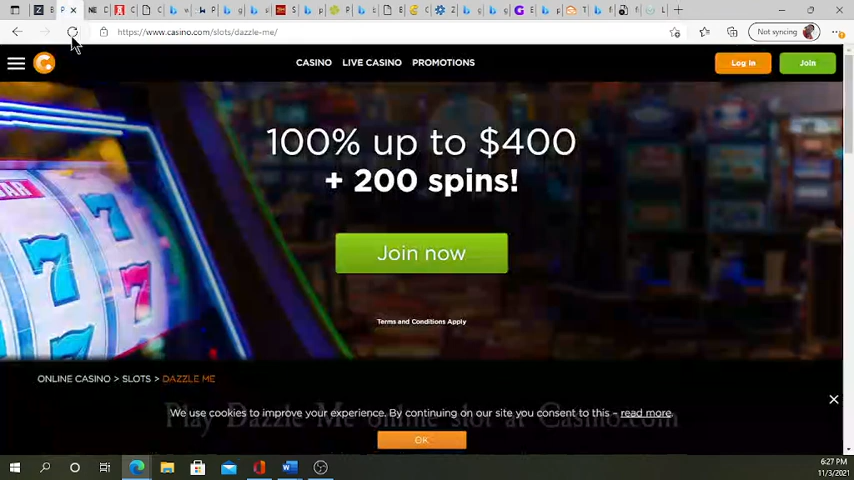 https://www.casino.com/slots/dazzle-me/
Not syncing
CASINO LIVE CASINO PROMOTIONS
Log in
Join
100% up to $400
+ 200 spins!
Join now
Terms and Conditions Apply
BAR
ONLINE CASINO > SLOTS > DAZZLE ME
Play Dazzle Me online slot at Casino.com
We use cookies to improve your experience. By continuing on our site you consent to this – read more.
OK
6:27 PM
11/3/2021